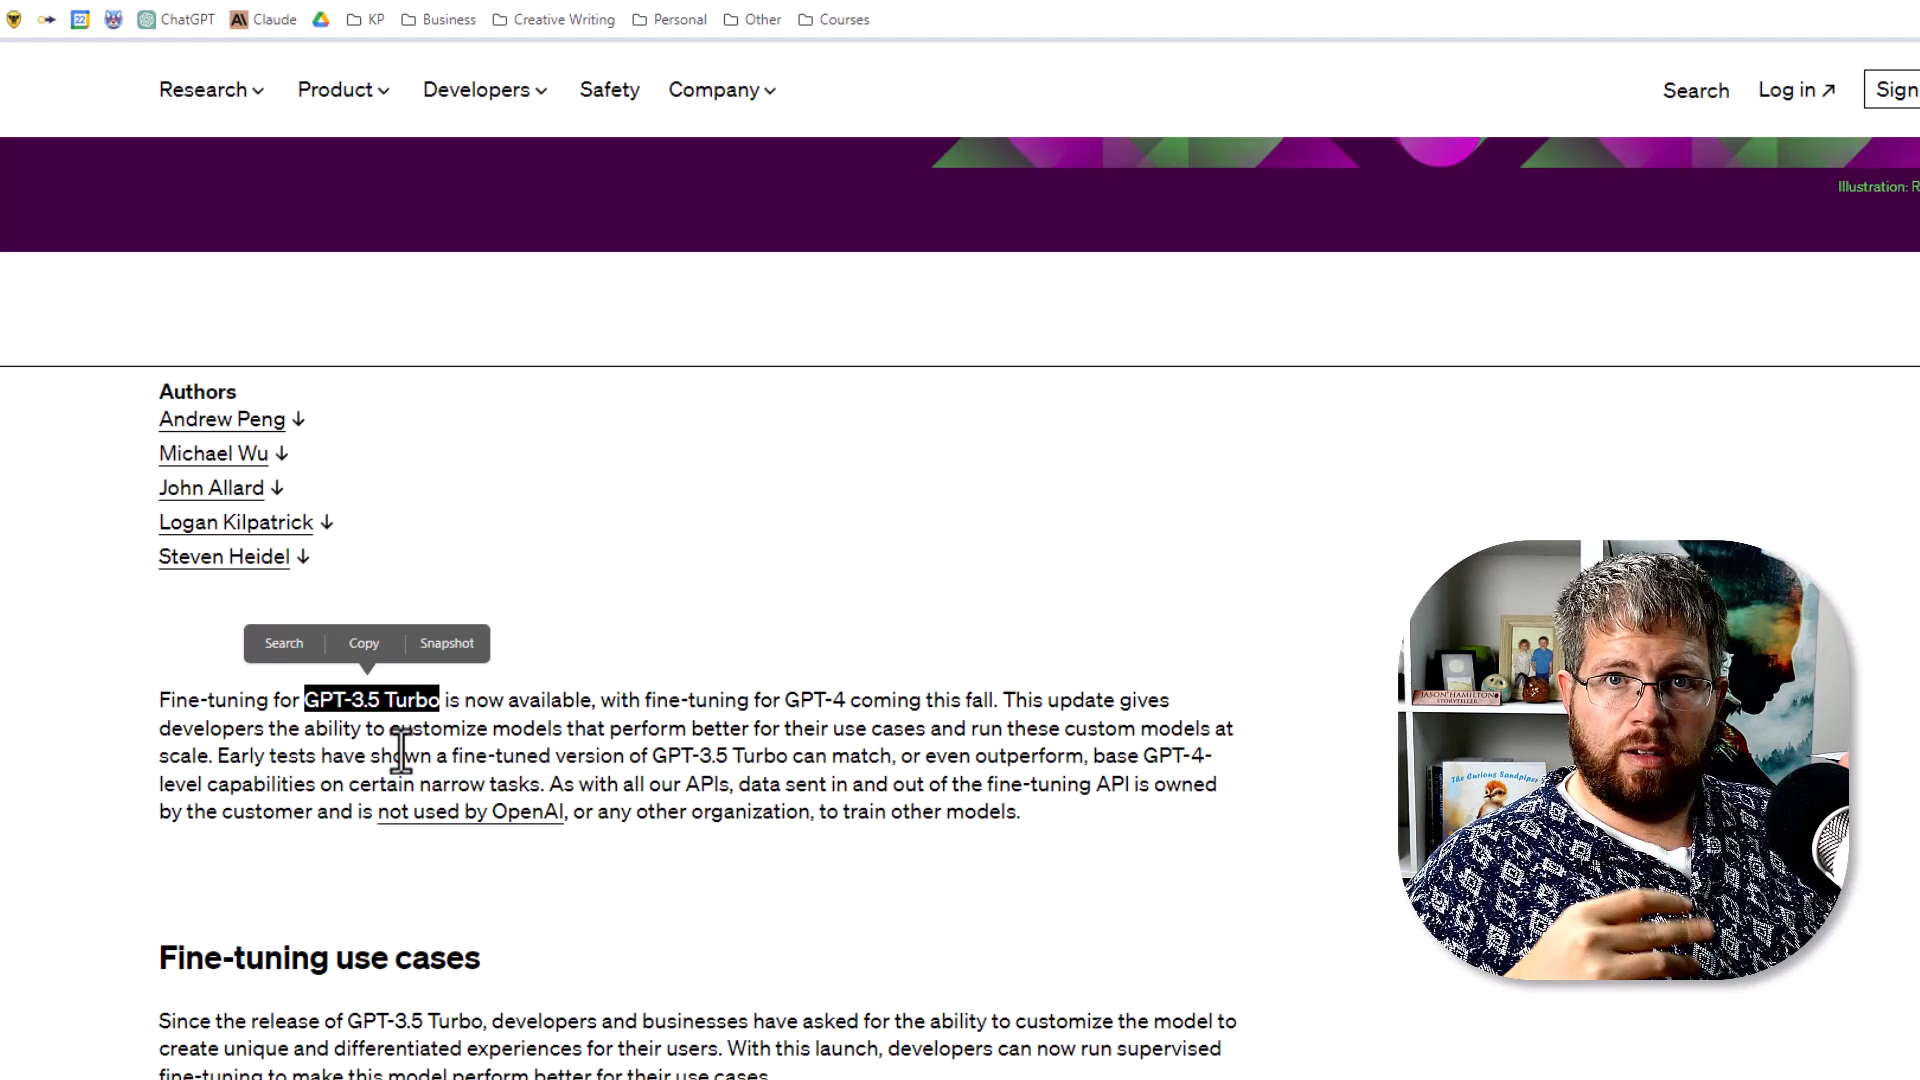 22 ChatGPT Claude KP Business Creative Writing Personal Other Courses
Research Product Developers Safety Company Search Log in Sign
Illustration: R
Authors
Andrew Peng
Michael Wu
John Allard
Logan Kilpatrick
Steven Heidel
Search Copy Snapshot
Fine-tuning for GPT-3.5 Turbo is now available, with fine-tuning for GPT-4 coming this fall. This update gives
developers the ability to customize models that perform better for their use cases and run these custom models at
scale. Early tests have shown a fine-tuned version of GPT-3.5 Turbo can match, or even outperform, base GPT-4-
level capabilities on certain narrow tasks. As with all our APIs, data sent in and out of the fine-tuning API is owned
by the customer and is not used by OpenAI, or any other organization, to train other models.
JASON HAMILTON
STORYTELLER
The Curious Sandpiper
Fine-tuning use cases
Since the release of GPT-3.5 Turbo, developers and businesses have asked for the ability to customize the model to
create unique and differentiated experiences for their users. With this launch, developers can now run supervised
fine-tuning to make this model perform better for their use cases.